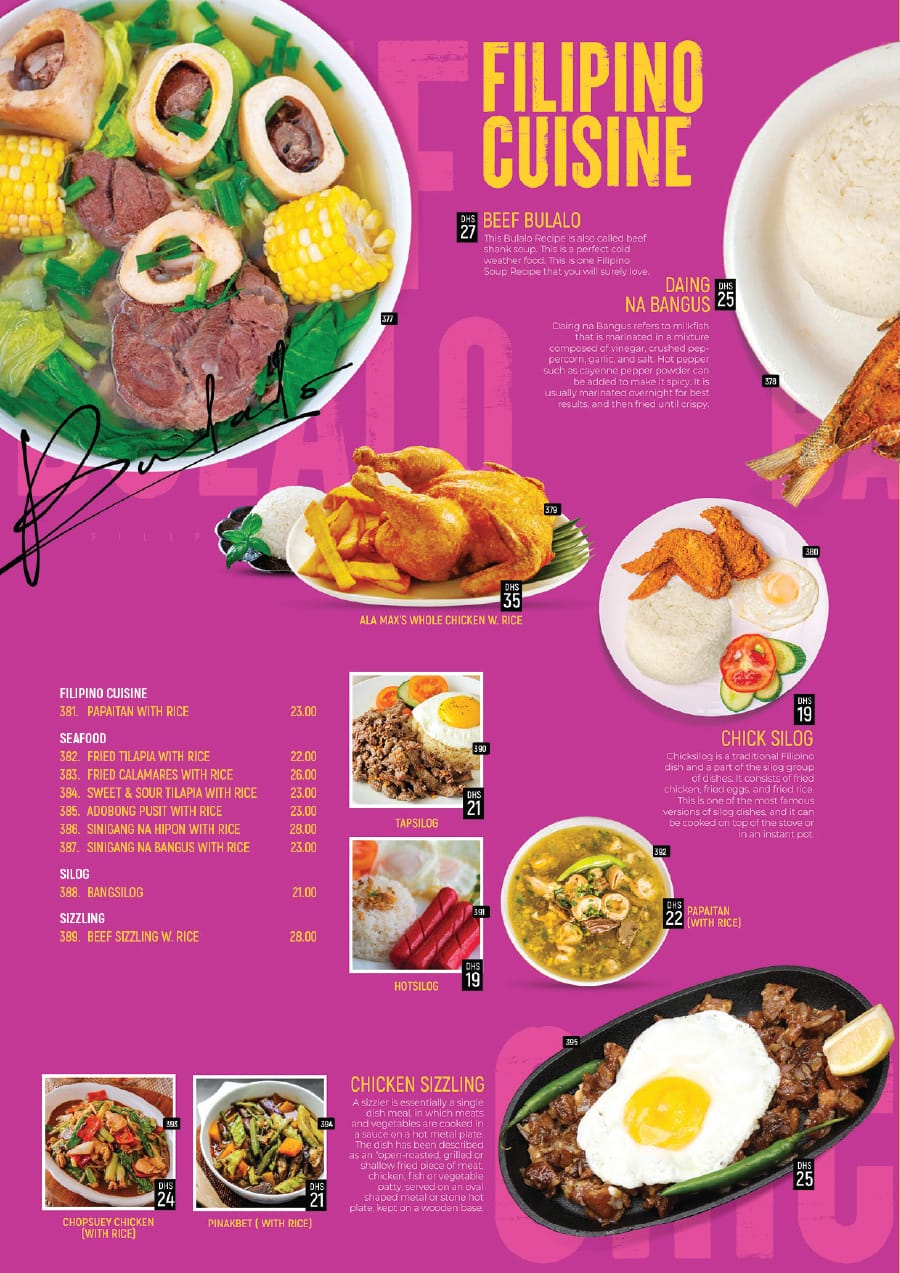 FILIPINO
CUISINE
DHS
27
BEEF BULALO
This Bulalo Recipe is also called beef
shank soup. This is a perfect cold
weather food. This is one Filipino
Soup Recipe that you will surely love.
377
DAING
NA BANGUS
DHS
25
Daing na Bangus refers to milkfish
that is marinated in a mixture
composed of vinegar, crushed pep-
percorn, garlic, and salt. Hot pepper
such as cayenne pepper powder can
be added to make it spicy. It is
usually marinated overnight for best
results, and then fried until crispy.
378
Bulalo
BULALO
BA
FILIP
379
DHS
35
ALA MAX'S WHOLE CHICKEN W. RICE
380
DHS
19
CHICK SILOG
Chicksilog is a traditional Filipino
dish and a part of the silog group
of dishes. It consists of fried
chicken, fried eggs, and fried rice.
This is one of the most famous
versions of silog dishes, and it can
be cooked on top of the stove or
in an instant pot.
FILIPINO CUISINE
381. PAPAITAN WITH RICE 23.00
SEAFOOD
382. FRIED TILAPIA WITH RICE 22.00
383. FRIED CALAMARES WITH RICE 26.00
384. SWEET & SOUR TILAPIA WITH RICE 23.00
385. ADOBONG PUSIT WITH RICE 23.00
386. SINIGANG NA HIPON WITH RICE 28.00
387. SINIGANG NA BANGUS WITH RICE 23.00
SILOG
388. BANGSILOG 21.00
SIZZLING
389. BEEF SIZZLING W. RICE 28.00
390
DHS
21
TAPSILOG
391
DHS
19
HOTSILOG
392
DHS
22
PAPAITAN
(WITH RICE)
393
DHS
24
CHOPSUEY CHICKEN
(WITH RICE)
394
DHS
21
PINAKBET ( WITH RICE)
CHICKEN SIZZLING
A sizzler is essentially a single
dish meal, in which meats
and vegetables are cooked in
a sauce on a hot metal plate.
The dish has been described
as an "open-roasted, grilled or
shallow fried piece of meat,
chicken, fish or vegetable
patty, served on an oval
shaped metal or stone hot
plate, kept on a wooden base.
395
DHS
25
CHIC